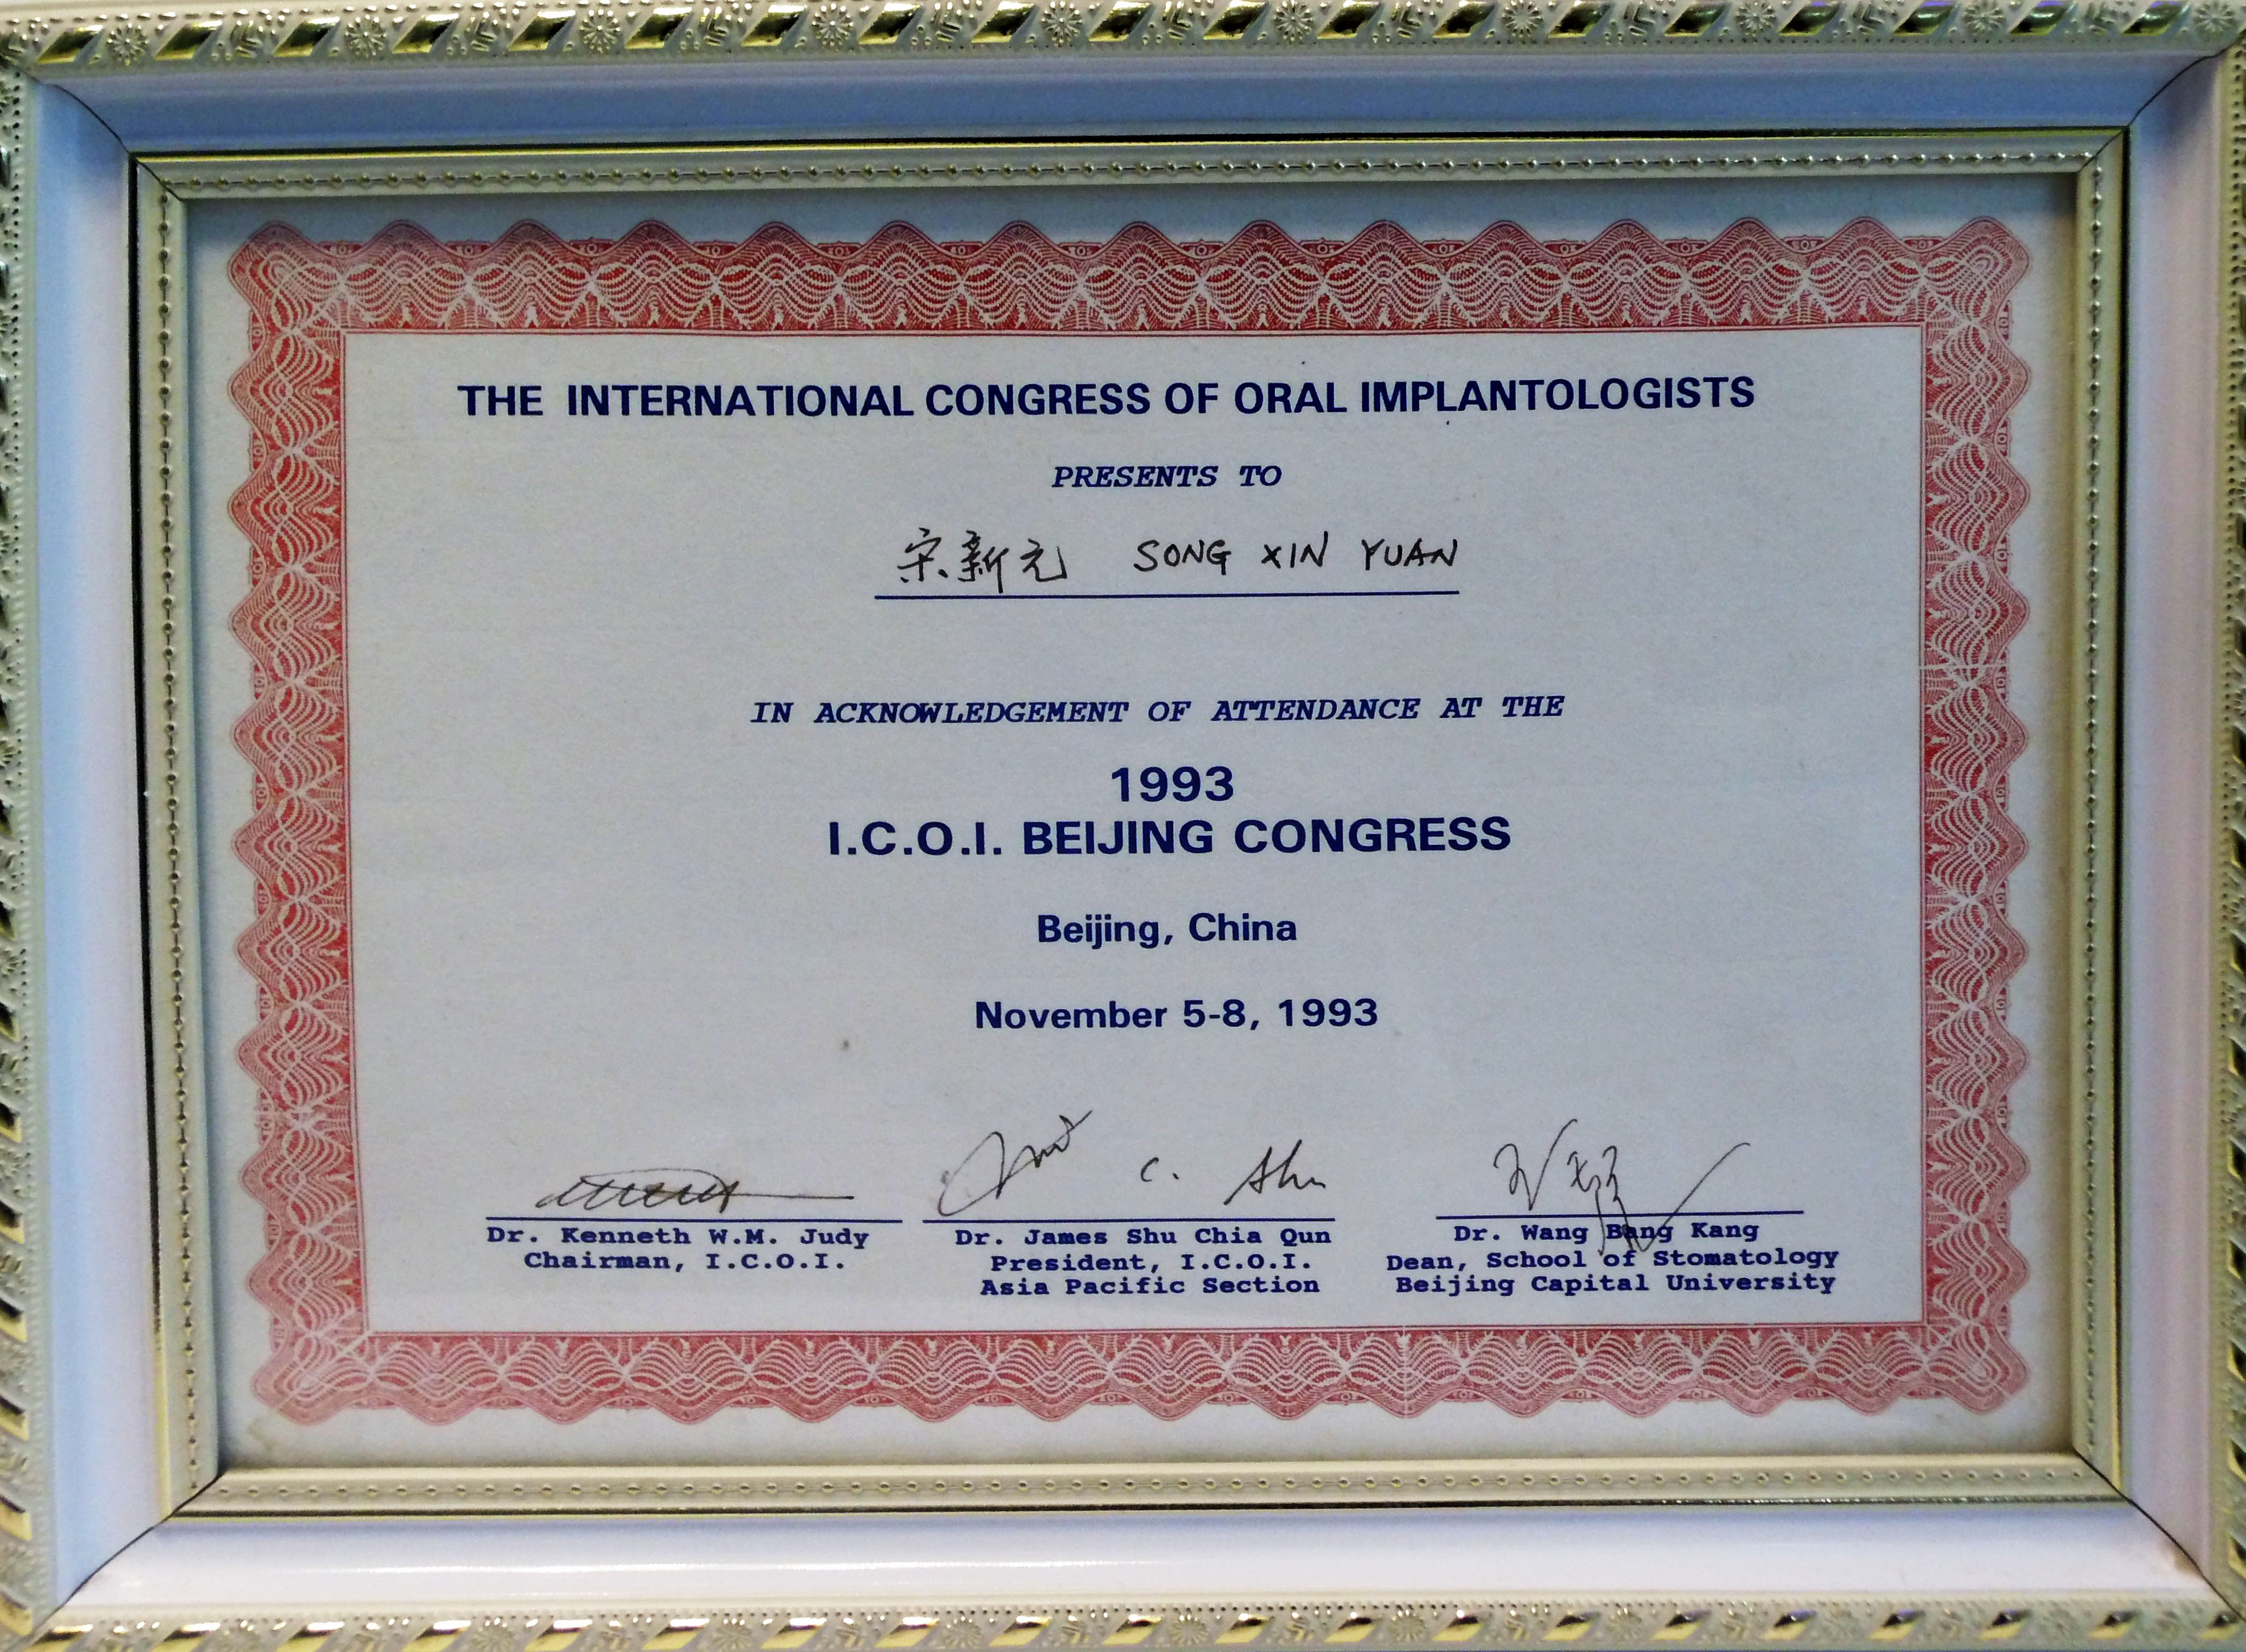 THE INTERNATIONAL CONGRESS OF ORAL IMPLANTOLOGISTS
PRESENTS TO
宋新元 SONG XIN YUAN
IN ACKNOWLEDGEMENT OF ATTENDANCE AT THE
1993
I.C.O.I. BEIJING CONGRESS
Beijing, China
November 5-8, 1993
C. Shu
Dr. Kenneth W.M. Judy
Chairman, I.C.O.I.
Dr. James Shu Chia Qun
President, I.C.O.I.
Asia Pacific Section
Dr. Wang Bang Kang
Dean, School of Stomatology
Beijing Capital University